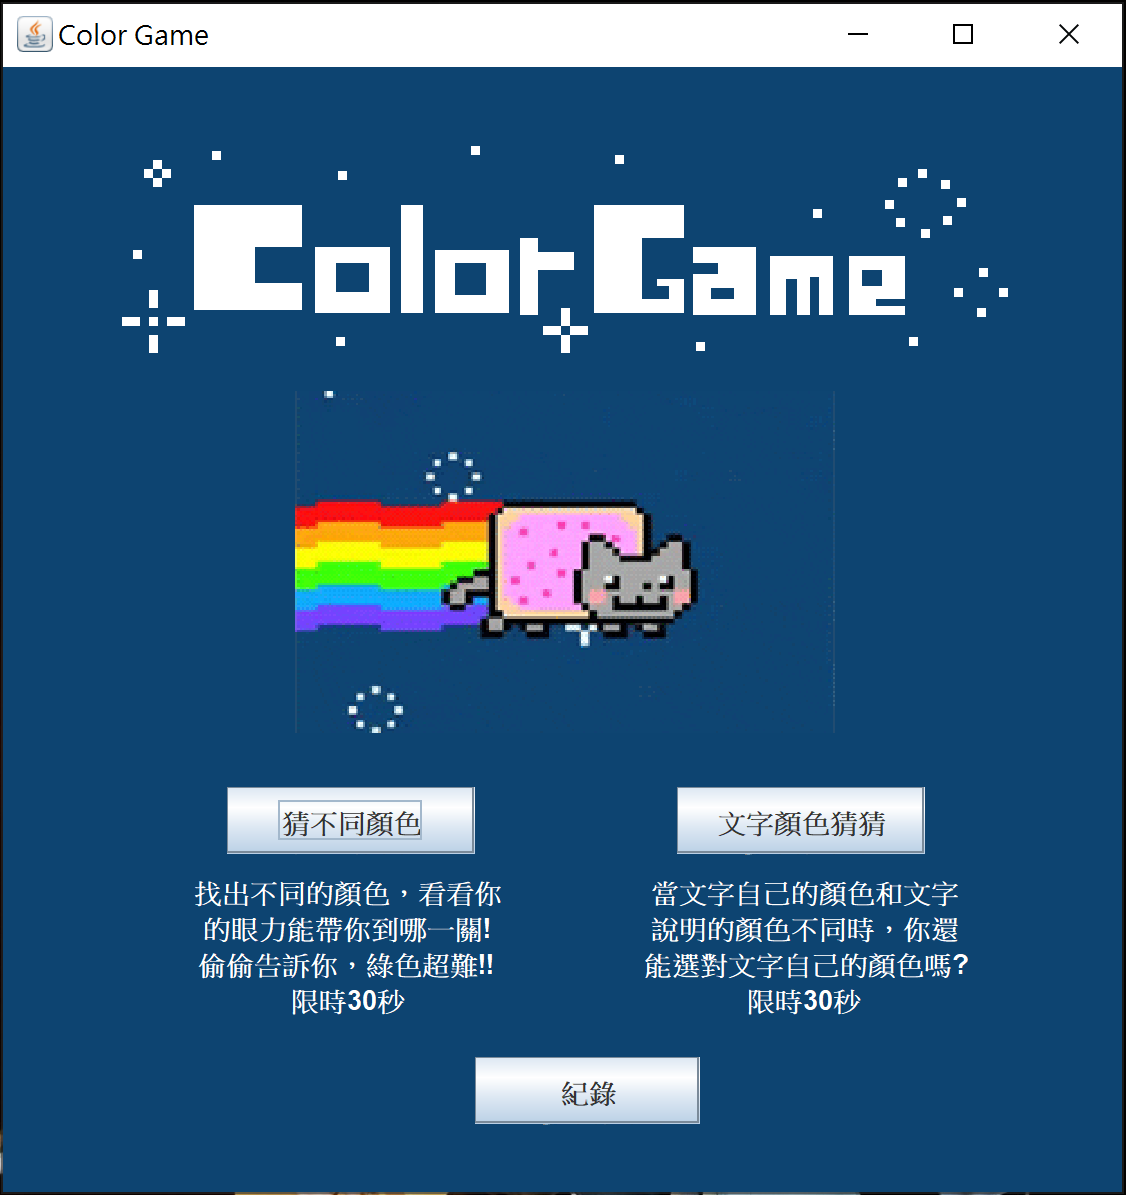 Color Game
Color Game
猜不同顏色
文字顏色猜猜
找出不同的顏色，看看你
的眼力能帶你到哪一關!
偷偷告訴你，綠色超難!!
限時30秒
當文字自己的顏色和文字
說明的顏色不同時，你還
能選對文字自己的顏色嗎?
限時30秒
紀錄